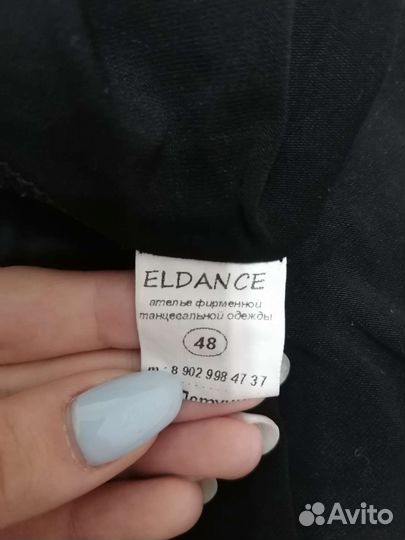 ELDANCE
ателье фирменной
танцевальной одежды
48
т.: 8 902 998 47 37
Avito